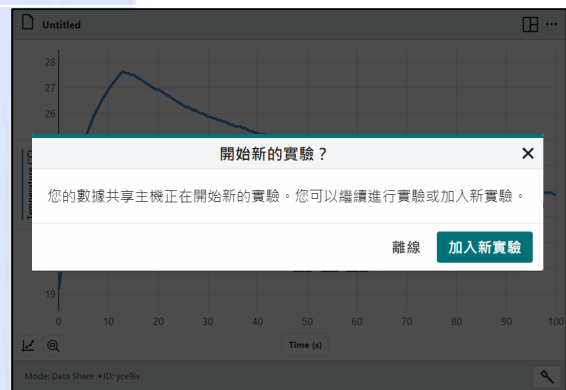 Untitled
28
27
26
Temperature (°C)
開始新的實驗？
您的數據共享主機正在開始新的實驗。您可以繼續進行實驗或加入新實驗。
離線 加入新實驗
19
0 10 20 30 40 50 60 70 80 90 100
Time (s)
Mode: Data Share • ID: yce9iv